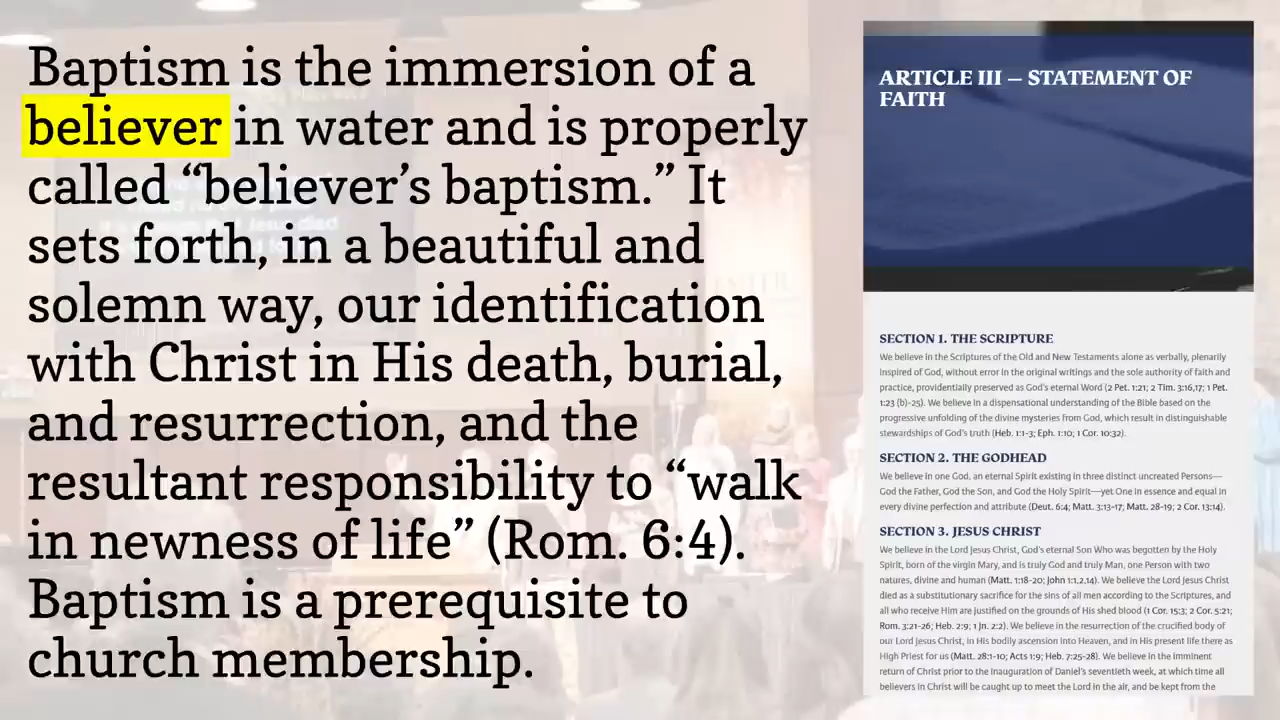 Baptism is the immersion of a
believer in water and is properly
called “believer’s baptism.” It
sets forth, in a beautiful and
solemn way, our identification
with Christ in His death, burial,
and resurrection, and the
resultant responsibility to “walk
in newness of life” (Rom. 6:4).
Baptism is a prerequisite to
church membership.
ARTICLE III – STATEMENT OF
FAITH
SECTION 1. THE SCRIPTURE
We believe in the Scriptures of the Old and New Testaments alone as verbally, plenarily
inspired of God, without error in the original writings and the sole authority of faith and
practice, providentially preserved as God’s eternal Word (2 Pet. 1:21; 2 Tim. 3:16,17; 1 Pet.
1:23 (b)-25). We believe in a dispensational understanding of the Bible based on the
progressive unfolding of the divine mysteries from God, which result in distinguishable
stewardships of God’s truth (Heb. 1:1-3; Eph. 1:10; 1 Cor. 10:32).
SECTION 2. THE GODHEAD
We believe in one God, an eternal Spirit existing in three distinct uncreated Persons—
God the Father, God the Son, and God the Holy Spirit—yet One in essence and equal in
every divine perfection and attribute (Deut. 6:4; Matt. 3:13-17; Matt. 28-19; 2 Cor. 13:14).
SECTION 3. JESUS CHRIST
We believe in the Lord Jesus Christ, God’s eternal Son Who was begotten by the Holy
Spirit, born of the virgin Mary, and is truly God and truly Man, one Person with two
natures, divine and human (Matt. 1:18-20; John 1:1,2,14). We believe the Lord Jesus Christ
died as a substitutionary sacrifice for the sins of all men according to the Scriptures, and
all who receive Him are justified on the grounds of His shed blood (1 Cor. 15:3; 2 Cor. 5:21;
Rom. 3:21-26; Heb. 2:9; 1 Jn. 2:2). We believe in the resurrection of the crucified body of
our Lord Jesus Christ, in His bodily ascension into Heaven, and in His present life there as
High Priest for us (Matt. 28:1-10; Acts 1:9; Heb. 7:25-28). We believe in the imminent
return of Christ prior to the inauguration of Daniel’s seventieth week, at which time all
believers in Christ will be caught up to meet the Lord in the air, and be kept from the